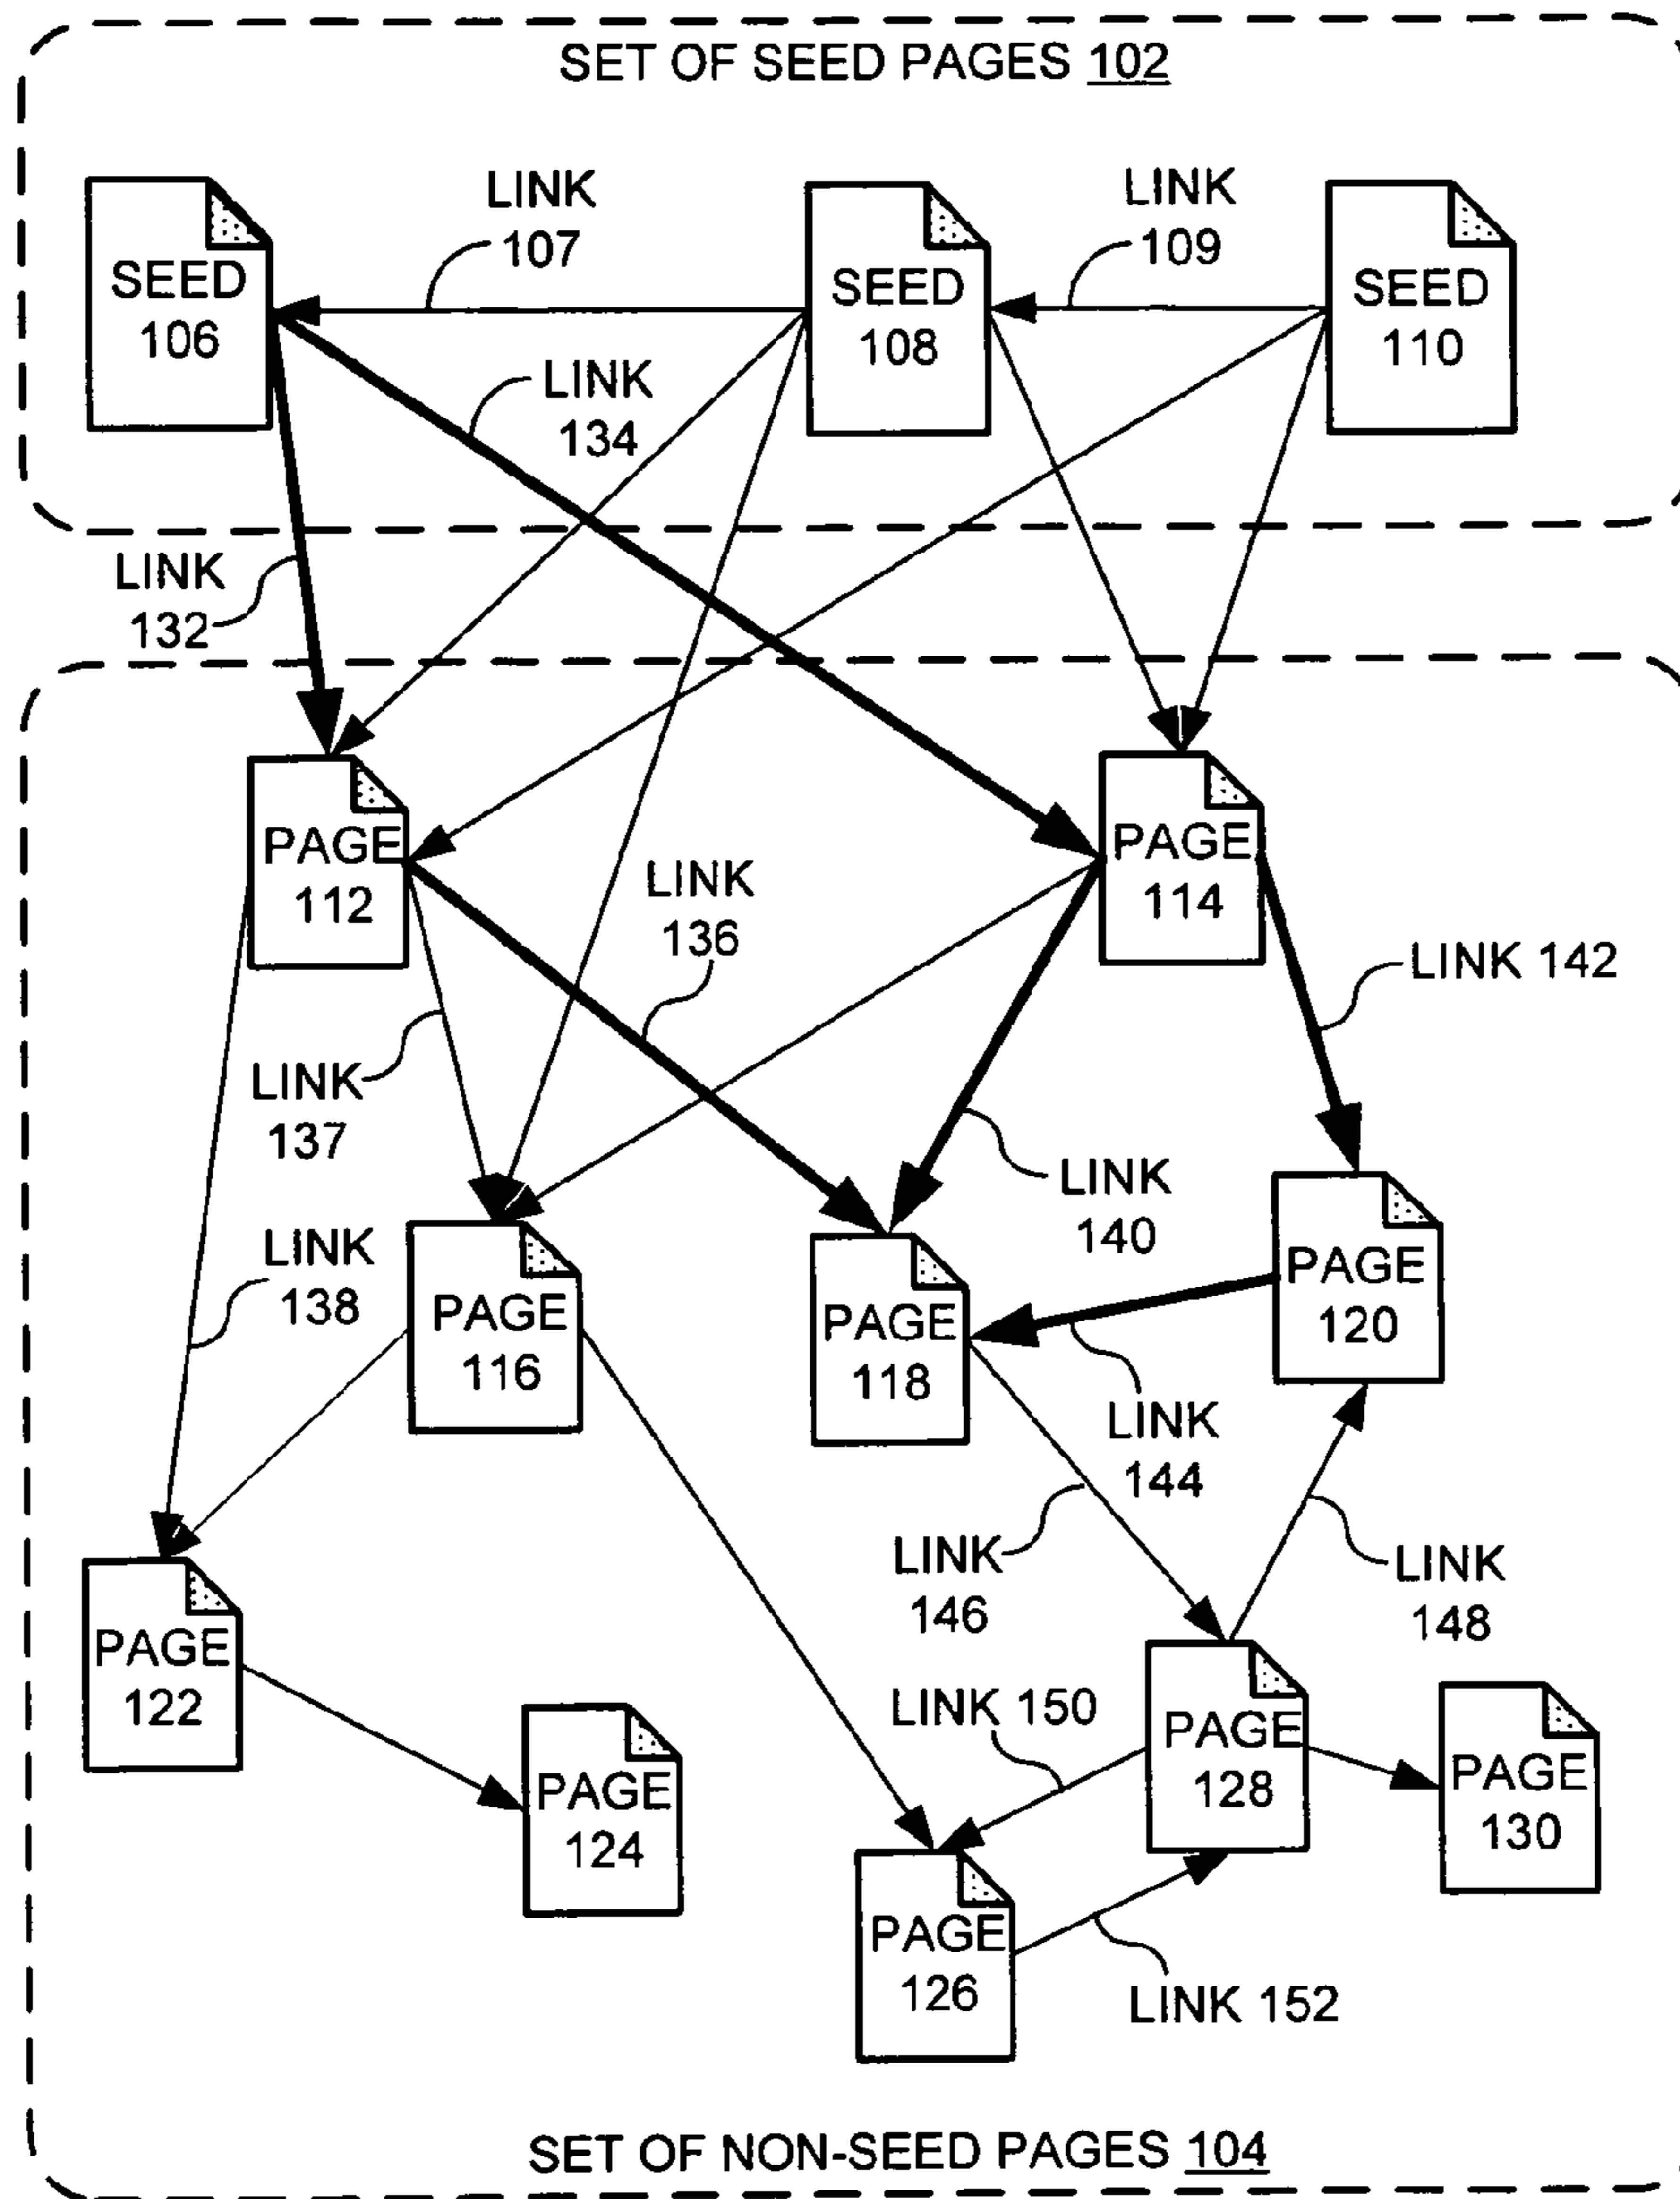 SET OF SEED PAGES 102
LINK
107
LINK
109
SEED
106
SEED
108
SEED
110
LINK
134
LINK
132
PAGE
112
PAGE
114
LINK
136
LINK 142
LINK
137
LINK
140
LINK
138
PAGE
116
PAGE
118
PAGE
120
LINK
144
LINK
146
LINK
148
PAGE
122
PAGE
124
LINK 150
PAGE
128
PAGE
130
PAGE
126
LINK 152
SET OF NON-SEED PAGES 104